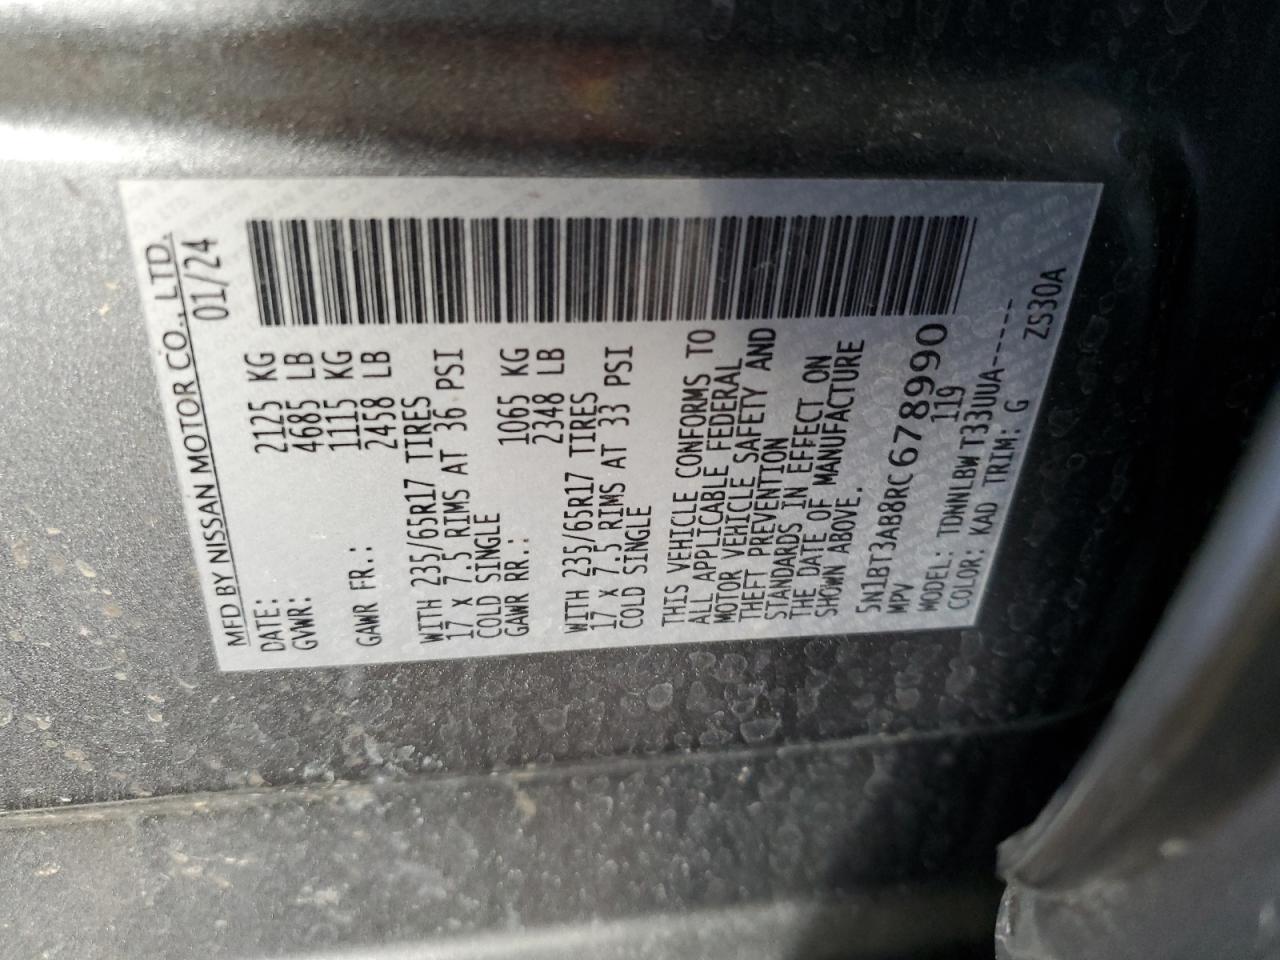 MFD BY NISSAN MOTOR CO., LTD.
DATE: 01/24
GVWR: 2125 KG
4685 LB
GAWR FR.: 1115 KG
2458 LB
WITH 235/65R17 TIRES
17 X 7.5 RIMS AT 36 PSI
COLD SINGLE
GAWR RR.: 1065 KG
2348 LB
WITH 235/65R17 TIRES
17 X 7.5 RIMS AT 33 PSI
COLD SINGLE
THIS VEHICLE CONFORMS TO
ALL APPLICABLE FEDERAL
MOTOR VEHICLE SAFETY AND
THEFT PREVENTION
STANDARDS IN EFFECT ON
THE DATE OF MANUFACTURE
SHOWN ABOVE.
5N1BT3AB8RC678990
MPV 119
MODEL: TDNNLBWT33UUA-----
COLOR: KAD TRIM: G ZS30A